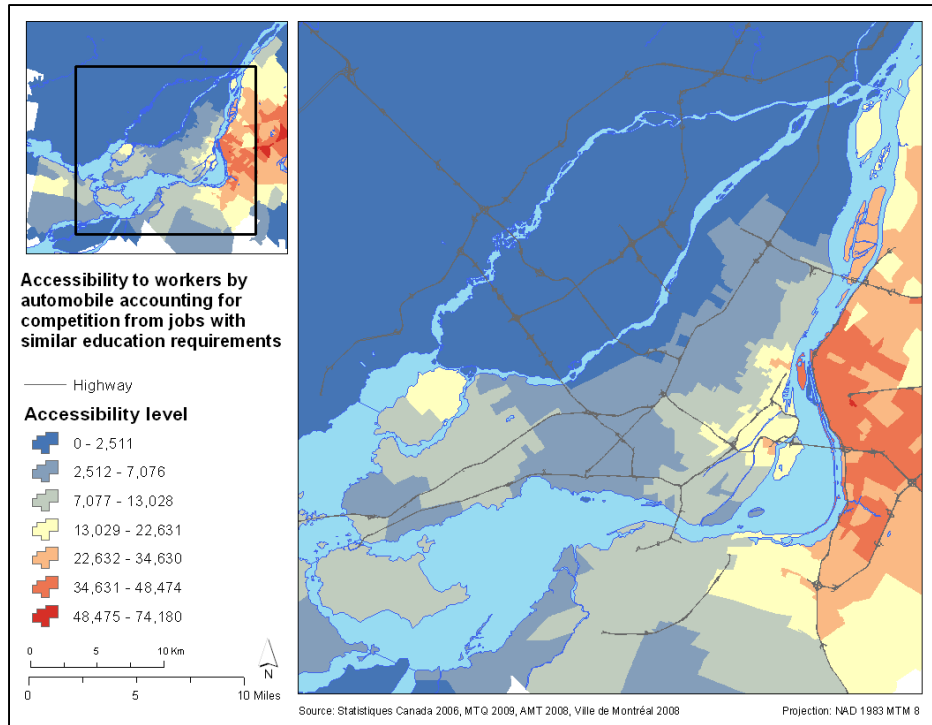 Accessibility to workers by
automobile accounting for
competition from jobs with
similar education requirements
Highway
Accessibility level
0 - 2,511
2,512 - 7,076
7,077 - 13,028
13,029 - 22,631
22,632 - 34,630
34,631 - 48,474
48,475 - 74,180
0 5 10 Km
N
0 5 10 Miles
Source: Statistiques Canada 2006, MTQ 2009, AMT 2008, Ville de Montréal 2008
Projection: NAD 1983 MTM 8